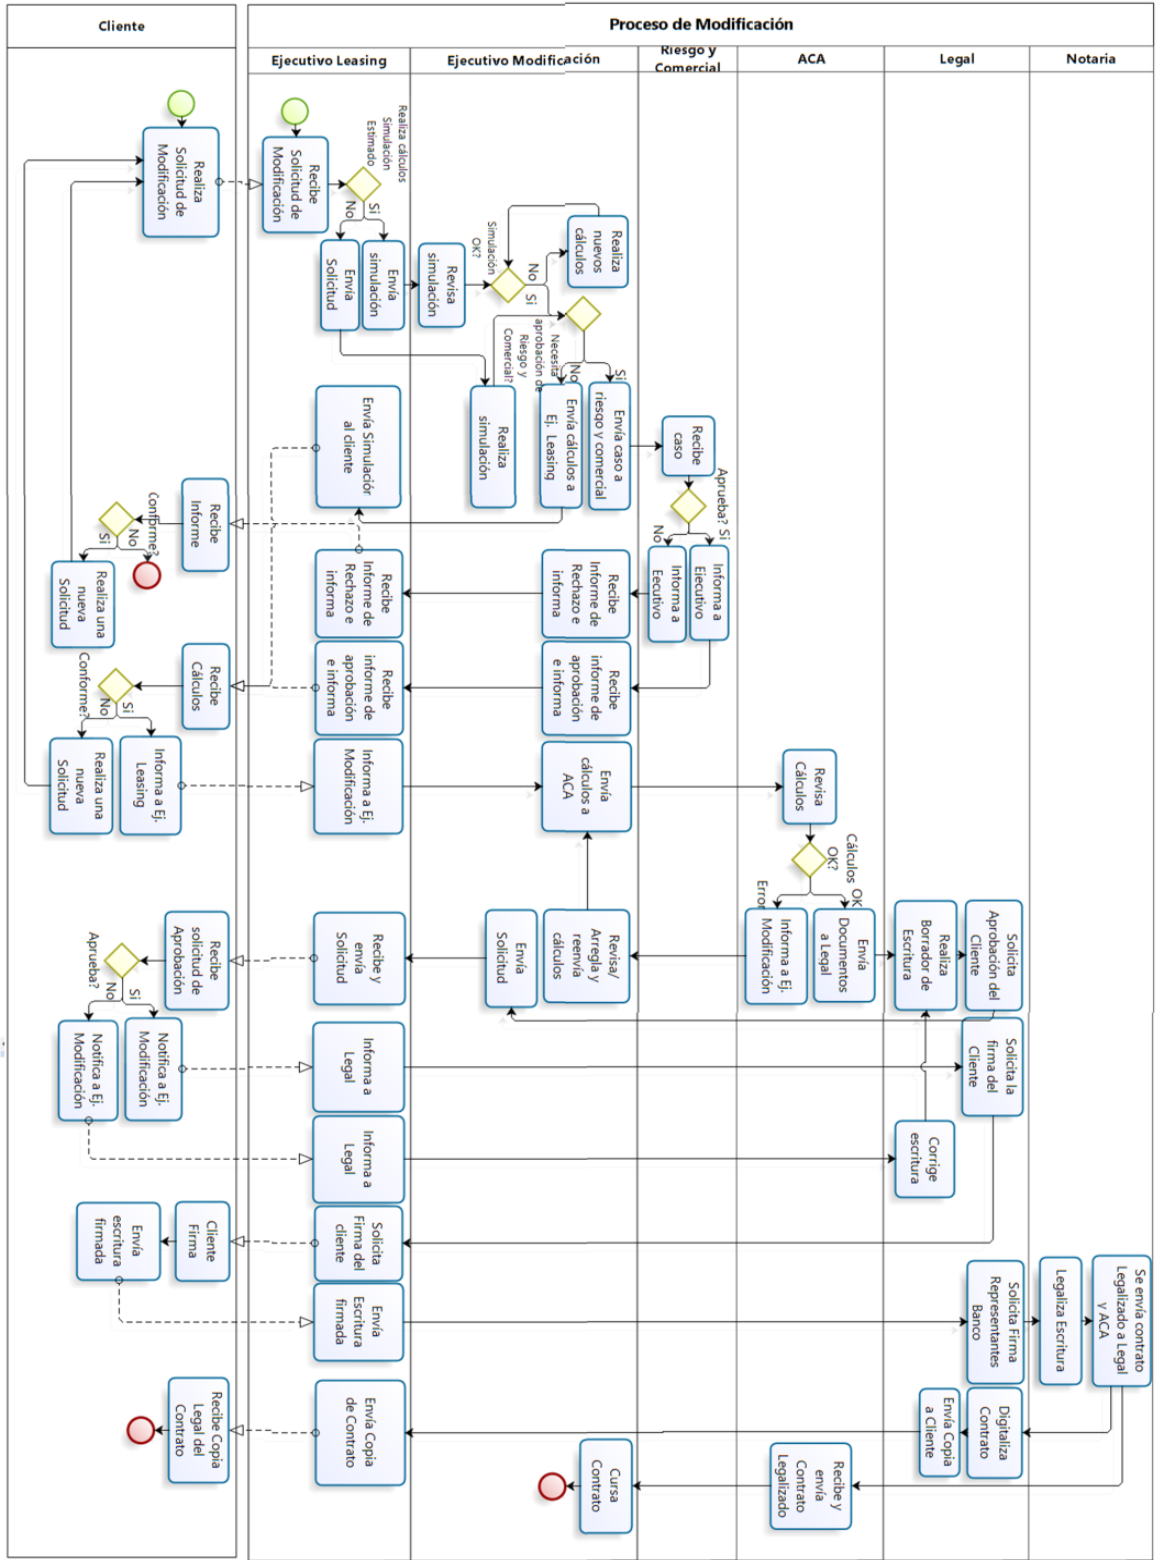 Cliente
Proceso de Modificación
Ejecutivo Leasing
Ejecutivo Modificación
Riesgo y
Comercial
ACA
Legal
Notaria
Realiza
Solicitud de
Modificación
Recibe
Solicitud de
Modificación
Realiza cálculos
Simulación
Estimado
Si
No
Envía
simulación
Envía
Solicitud
Revisa
simulación
Simulación
OK?
No
Si
Realiza
nuevos
cálculos
Necesita
aprobación de
Riesgo y
Comercial?
Si
No
Realiza
simulación
Envía cálculos a
Ej. Leasing
Envía caso a
riesgo y comercial
Recibe
caso
Aprueba?
Si
No
Informa a
Ejecutivo
Informa a
Eecutivo
Envía Simulaciór
al cliente
Recibe
Informe
Conforme?
No
Si
Realiza una
nueva
Solicitud
Recibe
Informe de
Rechazo e
informa
Recibe
Informe de
Rechazo e
informa
Recibe
informe de
aprobación
e informa
Recibe
informe de
aprobación
e informa
Recibe
Cálculos
Conforme?
Si
No
Informa a Ej.
Leasing
Realiza una
nueva
Solicitud
Informa a Ej.
Modificación
Envía
cálculos a
ACA
Revisa
Cálculos
Cálculos
OK?
OK
Error
Envía
Documentos
a Legal
Informa a Ej.
Modificación
Revisa/
Arregla y
reenvía
cálculos
Realiza
Borrador de
Escritura
Solicita
Aprobación del
Cliente
Envía
Solicitud
Recibe y
envía
Solicitud
Recibe
solicitud de
Aprobación
Aprueba?
Si
No
Notifica a Ej.
Modificación
Notifica a Ej.
Modificación
Informa a
Legal
Solicita la
firma del
Cliente
Informa a
Legal
Corrige
escritura
Solicita
Firma del
cliente
Cliente
Firma
Envía
escritura
firmada
Envía
Escritura
firmada
Solicita Firma
Representantes
Banco
Legaliza Escritura
Se envía contrato
Legalizado a Legal
y ACA
Digitaliza
Contrato
Envía Copia
a Cliente
Envía Copia
de Contrato
Recibe Copia
Legal del
Contrato
Recibe y
envía
Contrato
Legalizado
Cursa
Contrato